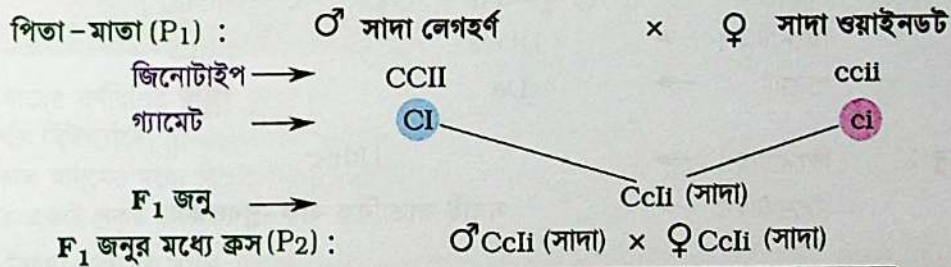 পিতা-মাতা (P₁) : ♂ সাদা লেগহর্ণ × ♀ সাদা ওয়াইনডট
জিনোটাইপ → CCII ccii
গ্যামেট → CI ci
F₁ জনু → CcIi (সাদা)
F₁ জনুর মধ্যে ক্রস (P₂) : ♂CcIi (সাদা) × ♀CcIi (সাদা)